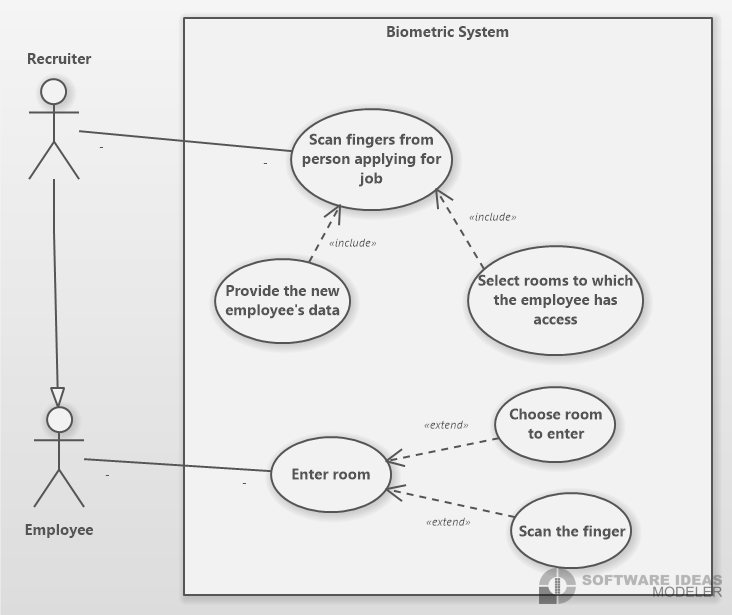 Biometric System
Recruiter
Scan fingers from
person applying for
job
-
-
«include»
«include»
Provide the new
employee's data
Select rooms to which
the employee has
access
Choose room
to enter
«extend»
Enter room
-
-
«extend»
Scan the finger
Employee
SOFTWARE IDEAS
MODELER